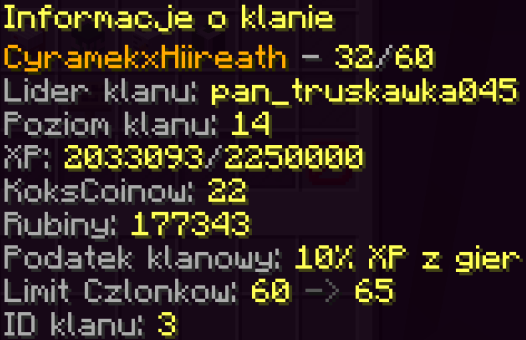 Informacje o klanie
CyramekxHiireath - 32/60
Lider klanu: pan_truskawka045
Poziom klanu: 14
XP: 2033093/2250000
KoksCoinow: 22
Rubiny: 177343
Podatek klanowy: 10% XP z gier
Limit Czlonkow: 60 -> 65
ID klanu: 3